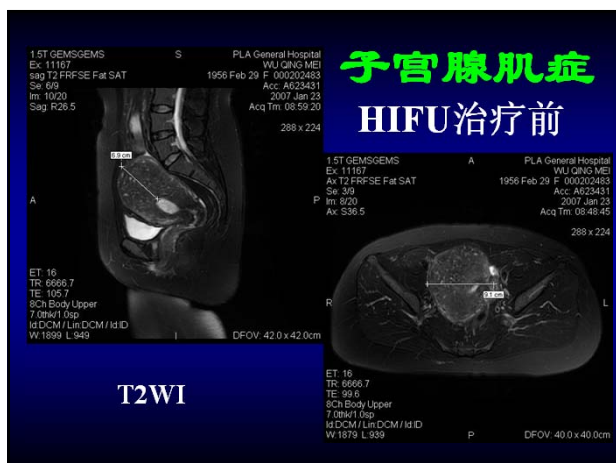 1.5T GEMSGEMS
Ex: 11167
sag T2 FRFSE Fat SAT
Se: 6/9
Im: 10/20
Sag: R26.5
S
PLA General Hospital
WU QING MEI
1956 Feb 29 F 000202483
Acc: A623431
2007 Jan 23
Acq Tm: 08:59:20
288 x 224
6.9 cm
A
P
ET: 16
TR: 6666.7
TE: 105.7
8Ch Body Upper
7.0thk/1.0sp
Id:DCM / Lin:DCM / Id:ID
W:1899 L:949
I
DFOV: 42.0 x 42.0cm
子宫腺肌症
HIFU治疗前
1.5T GEMSGEMS
Ex: 11167
Ax T2 FRFSE Fat SAT
Se: 3/9
Im: 8/20
Ax: S36.5
A
PLA General Hospital
WU QING MEI
1956 Feb 29 F 000202483
Acc: A623431
2007 Jan 23
Acq Tm: 08:48:45
288 x 224
9.1 cm
R
L
ET: 16
TR: 6666.7
TE: 99.6
8Ch Body Upper
7.0thk/1.0sp
Id:DCM / Lin:DCM / Id:ID
W:1879 L:939
P
DFOV: 40.0 x 40.0cm
T2WI